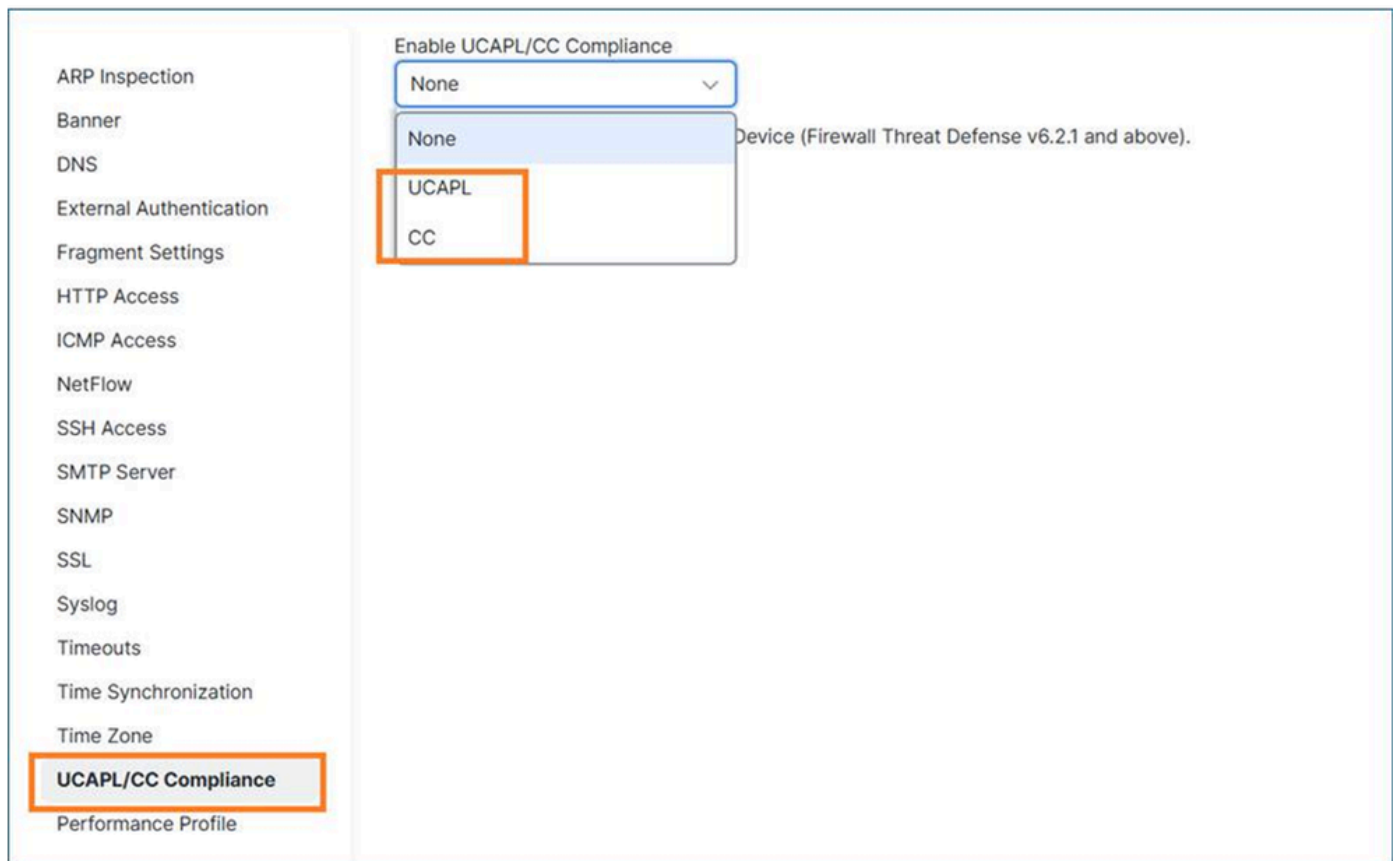 ARP Inspection
Banner
DNS
External Authentication
Fragment Settings
HTTP Access
ICMP Access
NetFlow
SSH Access
SMTP Server
SNMP
SSL
Syslog
Timeouts
Time Synchronization
Time Zone
UCAPL/CC Compliance
Performance Profile
Enable UCAPL/CC Compliance
None
None
Device (Firewall Threat Defense v6.2.1 and above).
UCAPL
CC